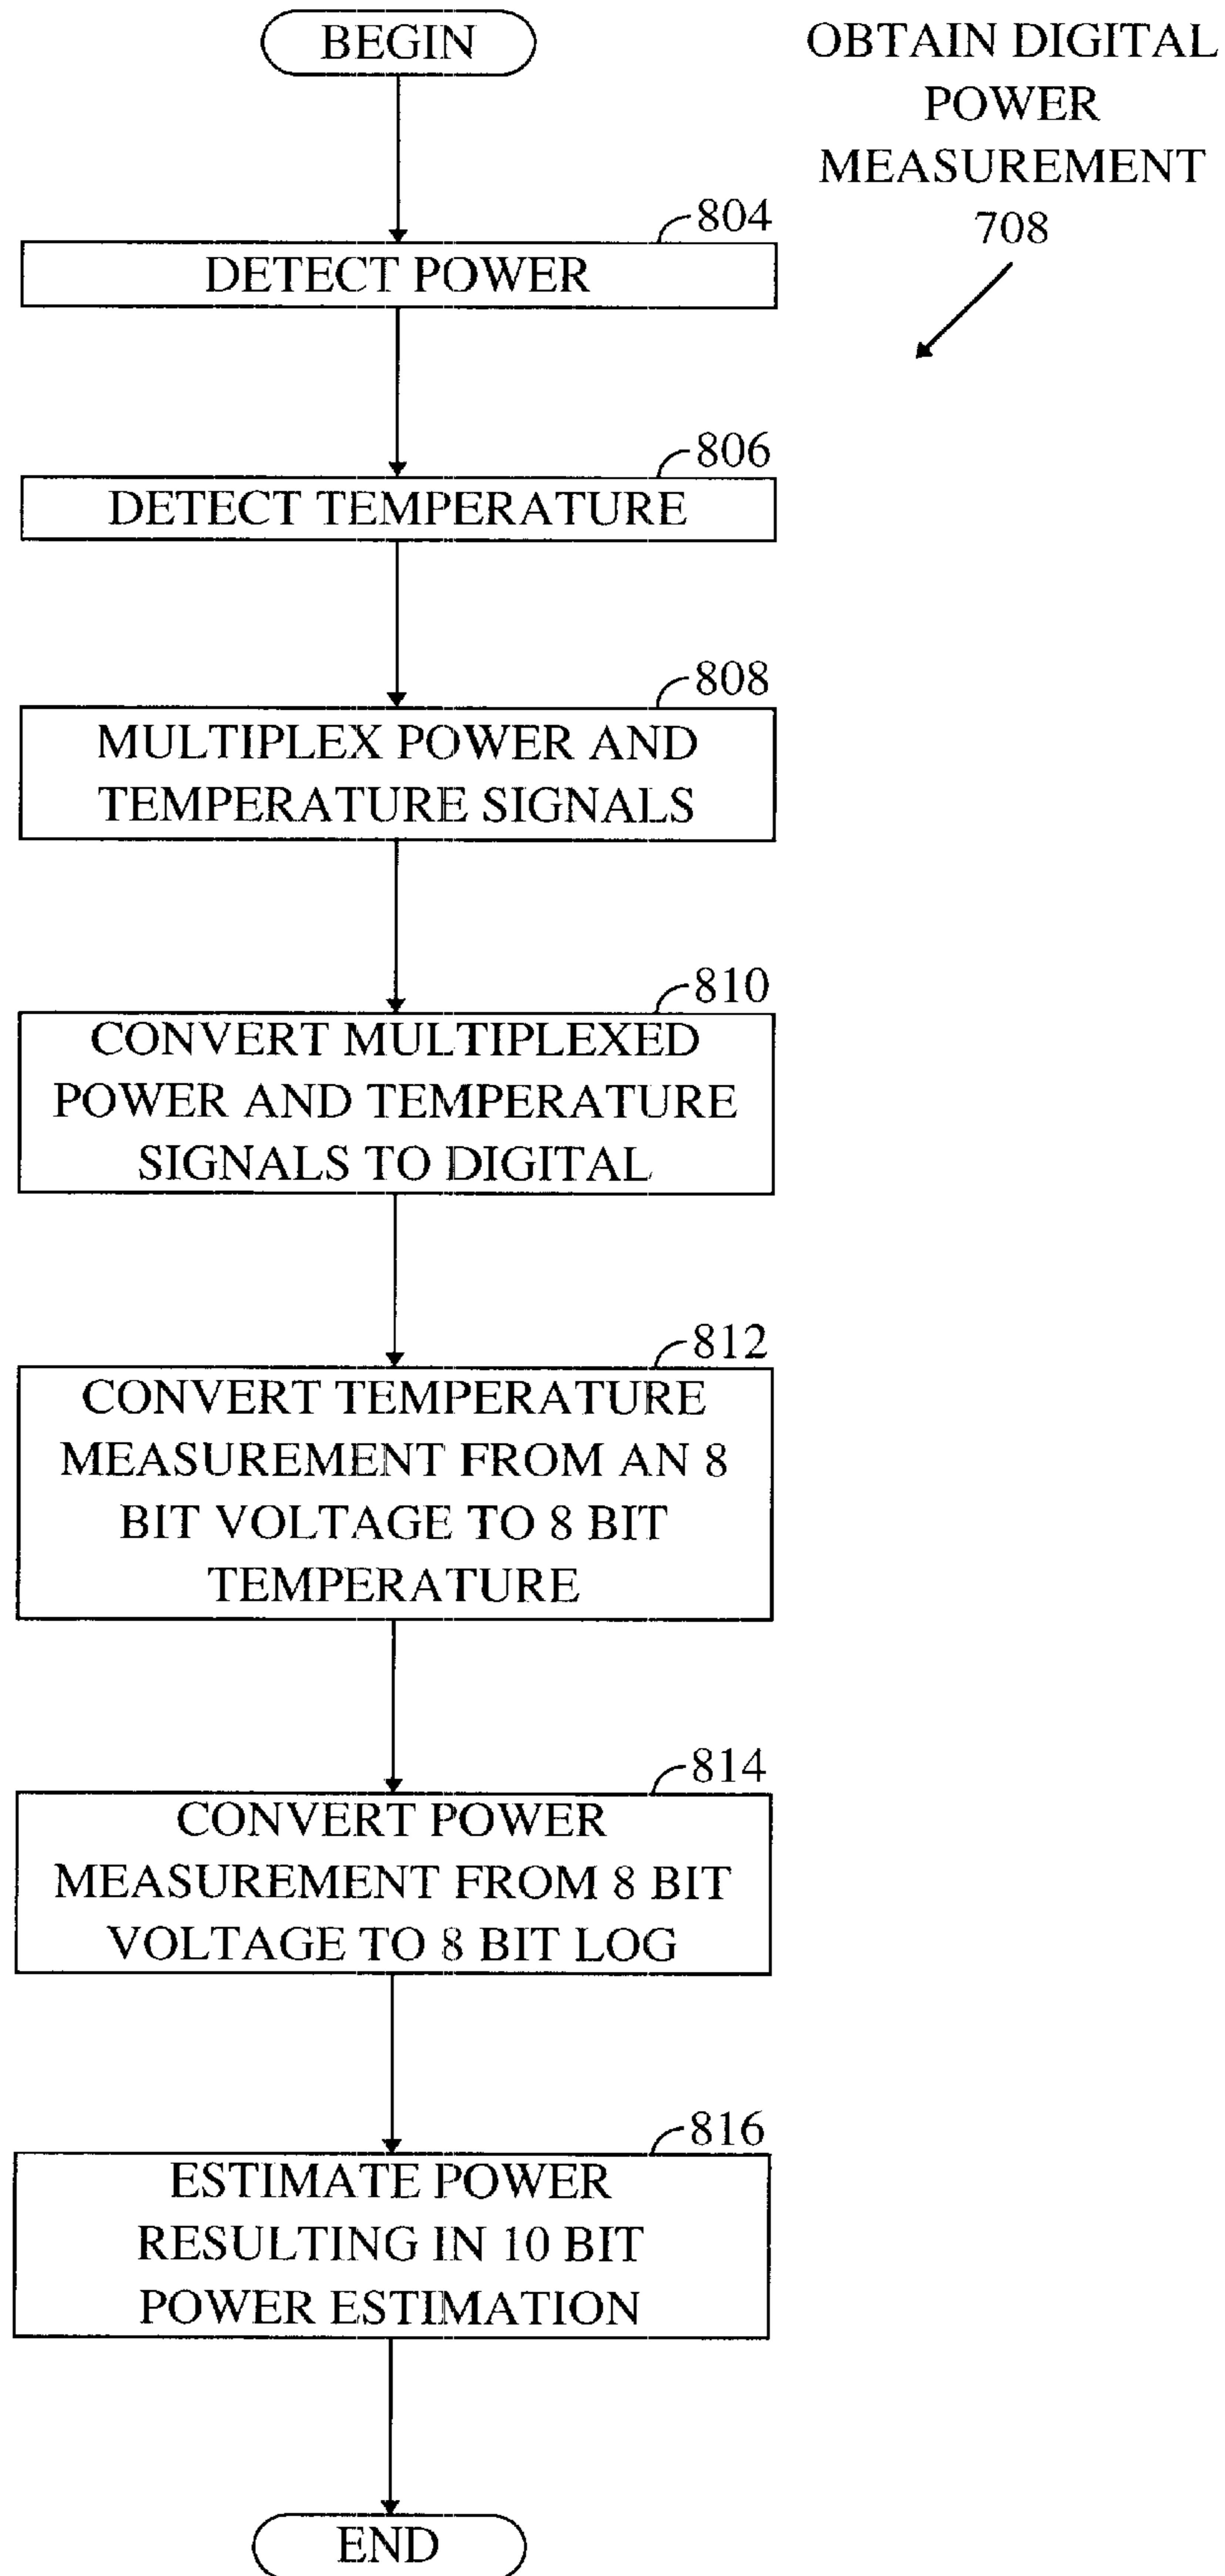 BEGIN
OBTAIN DIGITAL
POWER
MEASUREMENT
708
804
DETECT POWER
806
DETECT TEMPERATURE
808
MULTIPLEX POWER AND
TEMPERATURE SIGNALS
810
CONVERT MULTIPLEXED
POWER AND TEMPERATURE
SIGNALS TO DIGITAL
812
CONVERT TEMPERATURE
MEASUREMENT FROM AN 8
BIT VOLTAGE TO 8 BIT
TEMPERATURE
814
CONVERT POWER
MEASUREMENT FROM 8 BIT
VOLTAGE TO 8 BIT LOG
816
ESTIMATE POWER
RESULTING IN 10 BIT
POWER ESTIMATION
END